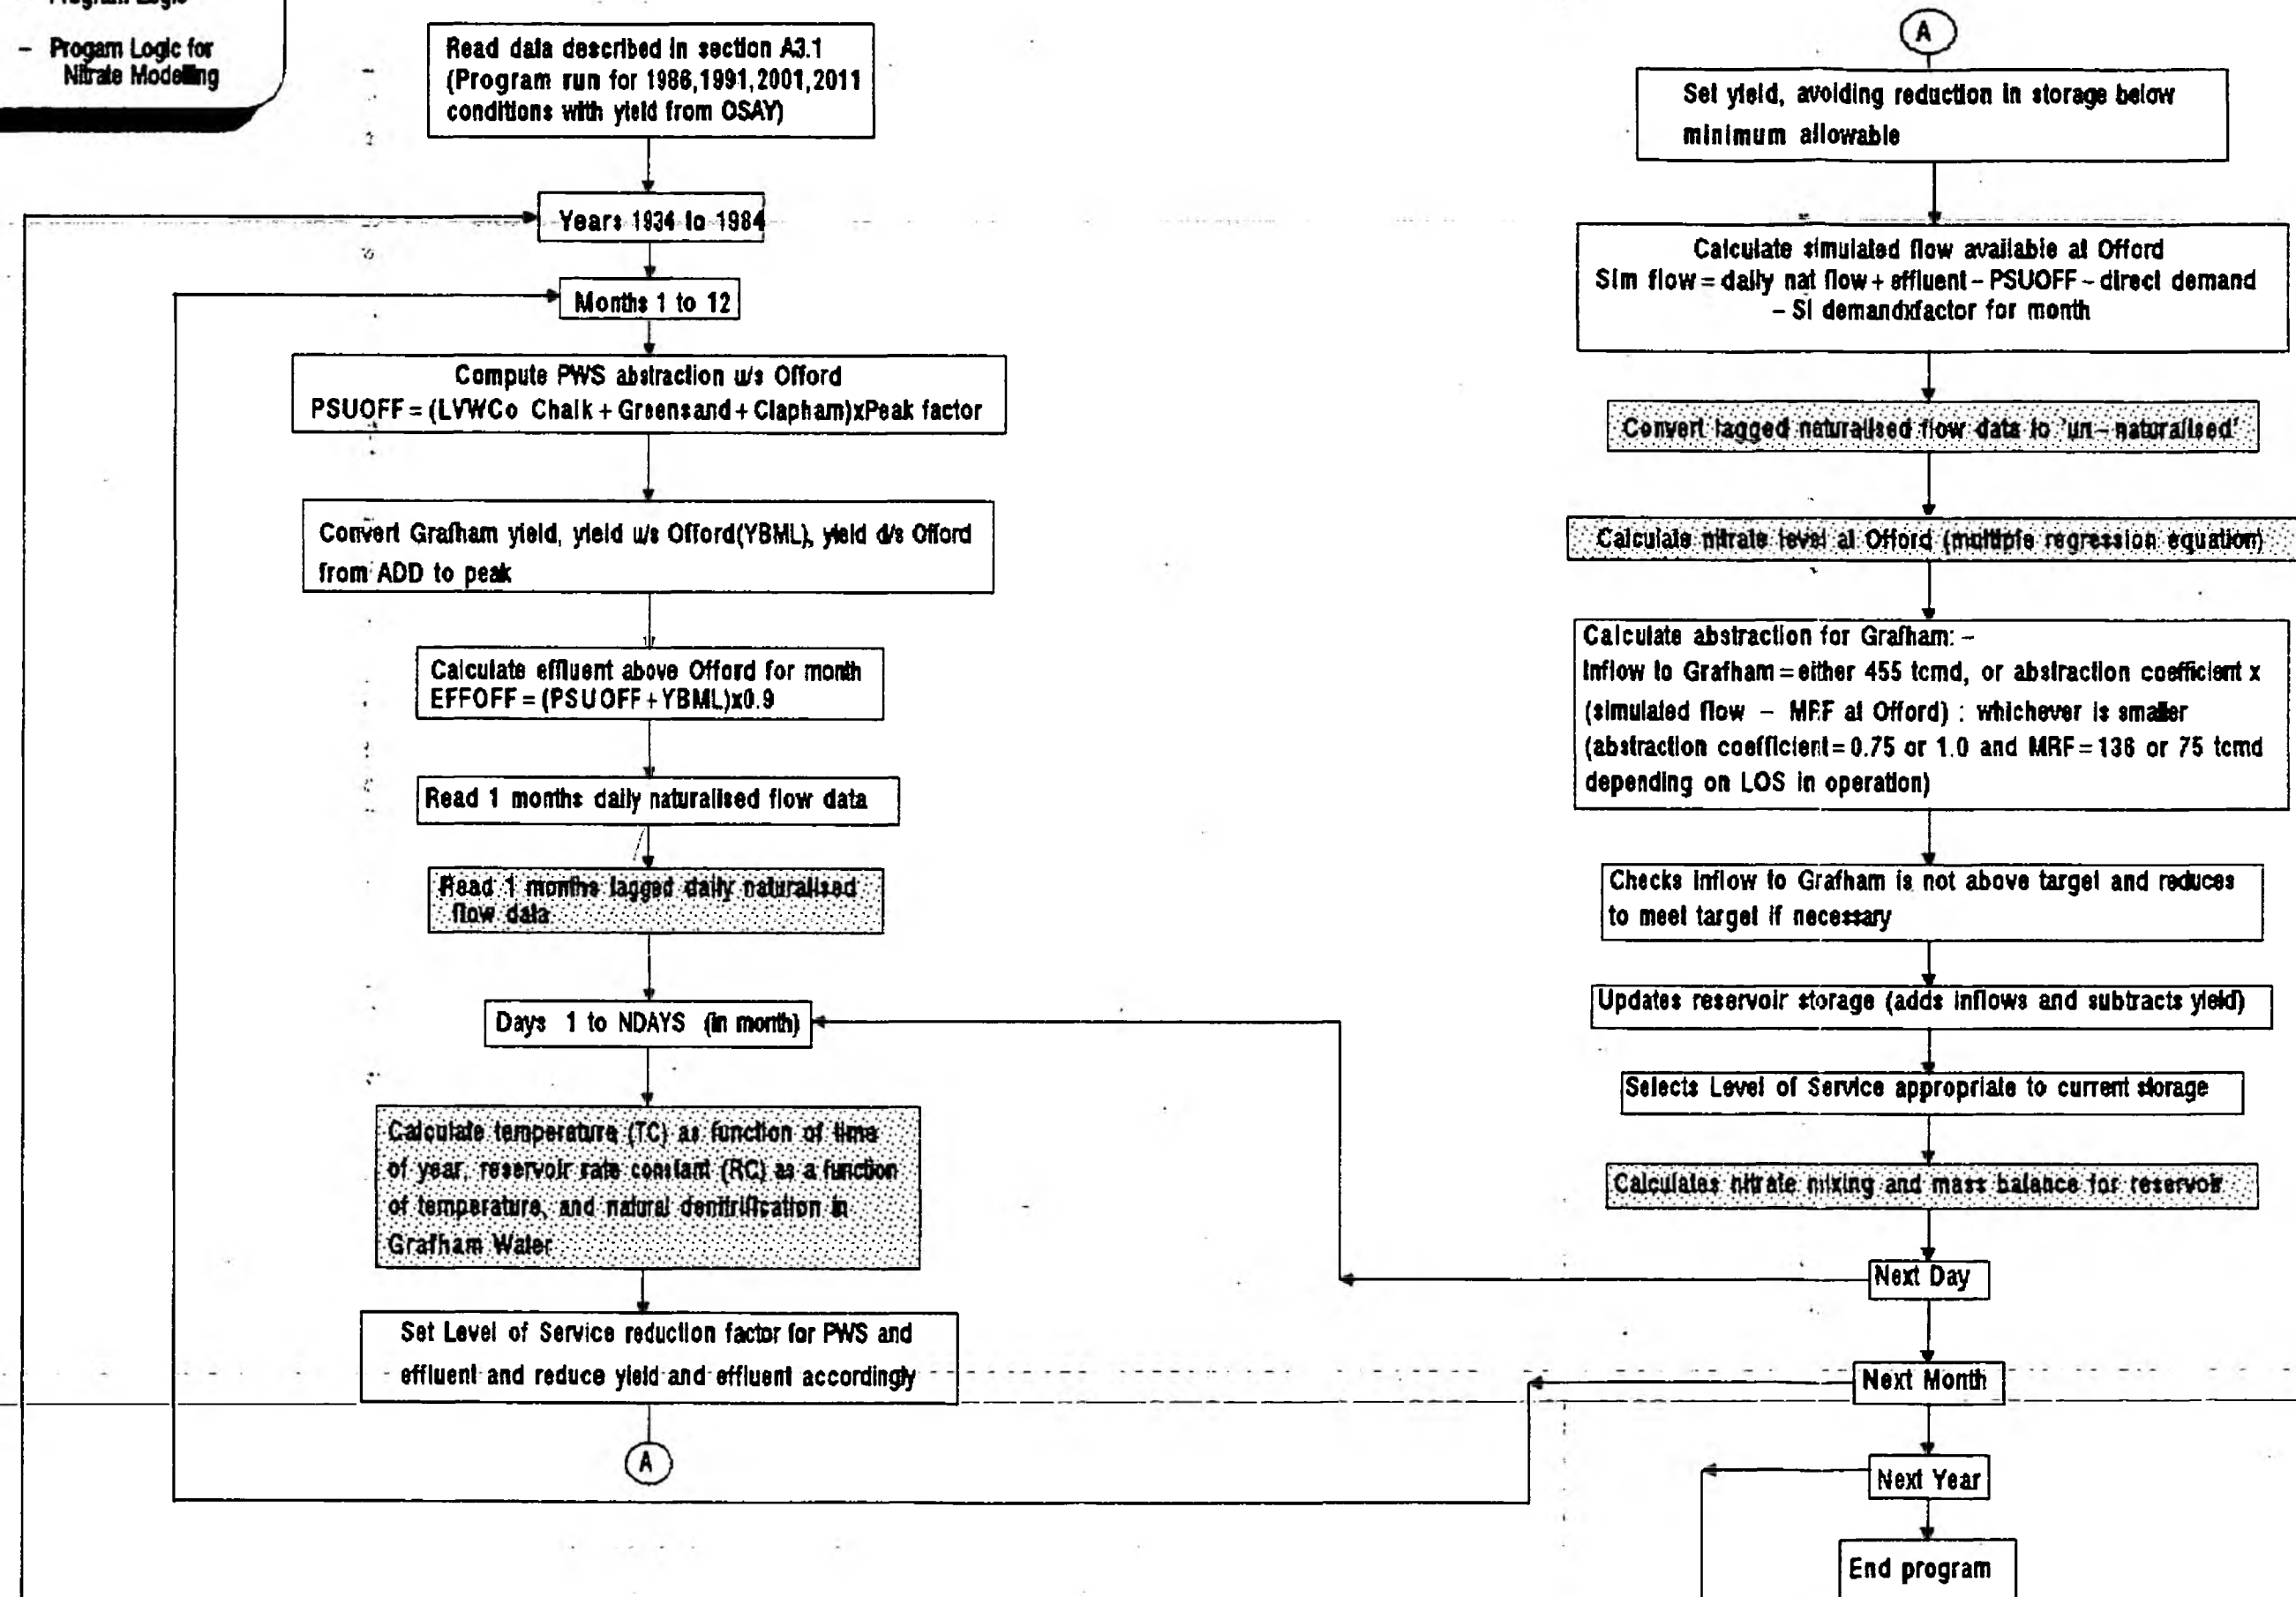 Program Logic
– Progam Logic for
Nitrate Modelling
Read data described in section A3.1
(Program run for 1986,1991,2001,2011
conditions with yield from OSAY)
Years 1934 to 1984
Months 1 to 12
Compute PWS abstraction u/s Offord
PSUOFF = (LVWCo Chalk + Greensand + Clapham)xPeak factor
Convert Grafham yield, yield u/s Offord(YBML), yield d/s Offord
from ADD to peak
Calculate effluent above Offord for month
EFFOFF = (PSUOFF + YBML)x0.9
Read 1 months daily naturalised flow data
Read 1 months lagged daily naturalised
flow data
Days 1 to NDAYS (in month)
Calculate temperature (TC) as function of time
of year, reservoir rate constant (RC) as a function
of temperature, and natural denitrification in
Grafham Water
Set Level of Service reduction factor for PWS and
effluent and reduce yield and effluent accordingly
A
A
Set yield, avoiding reduction in storage below
minimum allowable
Calculate simulated flow available at Offord
Sim flow = daily nat flow + effluent – PSUOFF – direct demand
– SI demandxfactor for month
Convert lagged naturalised flow data to 'un – naturalised'
Calculate nitrate level at Offord (multiple regression equation)
Calculate abstraction for Grafham: –
Inflow to Grafham = either 455 tcmd, or abstraction coefficient x
(simulated flow – MRF at Offord) : whichever is smaller
(abstraction coefficient = 0.75 or 1.0 and MRF = 136 or 75 tcmd
depending on LOS in operation)
Checks inflow to Grafham is not above target and reduces
to meet target if necessary
Updates reservoir storage (adds inflows and subtracts yield)
Selects Level of Service appropriate to current storage
Calculates nitrate mixing and mass balance for reservoir
Next Day
Next Month
Next Year
End program